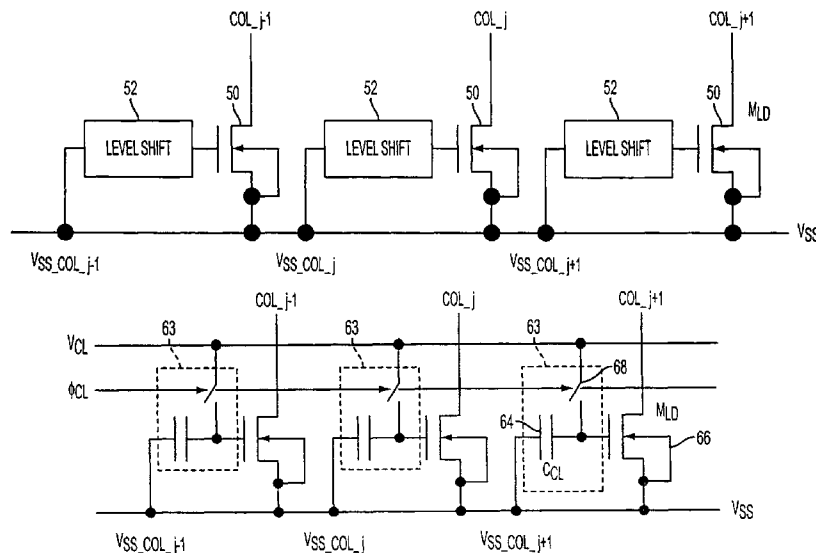 COL_j-1 COL_j COL_j+1
52 50 52 50 52 50 MLD
LEVEL SHIFT LEVEL SHIFT LEVEL SHIFT
VSS
VSS_COL_j-1 VSS_COL_j VSS_COL_j+1
COL_j-1 COL_j COL_j+1
63 63 63
VCL
68
ϕCL
64 MLD
66
CCL
VSS
VSS_COL_j-1 VSS_COL_j VSS_COL_j+1